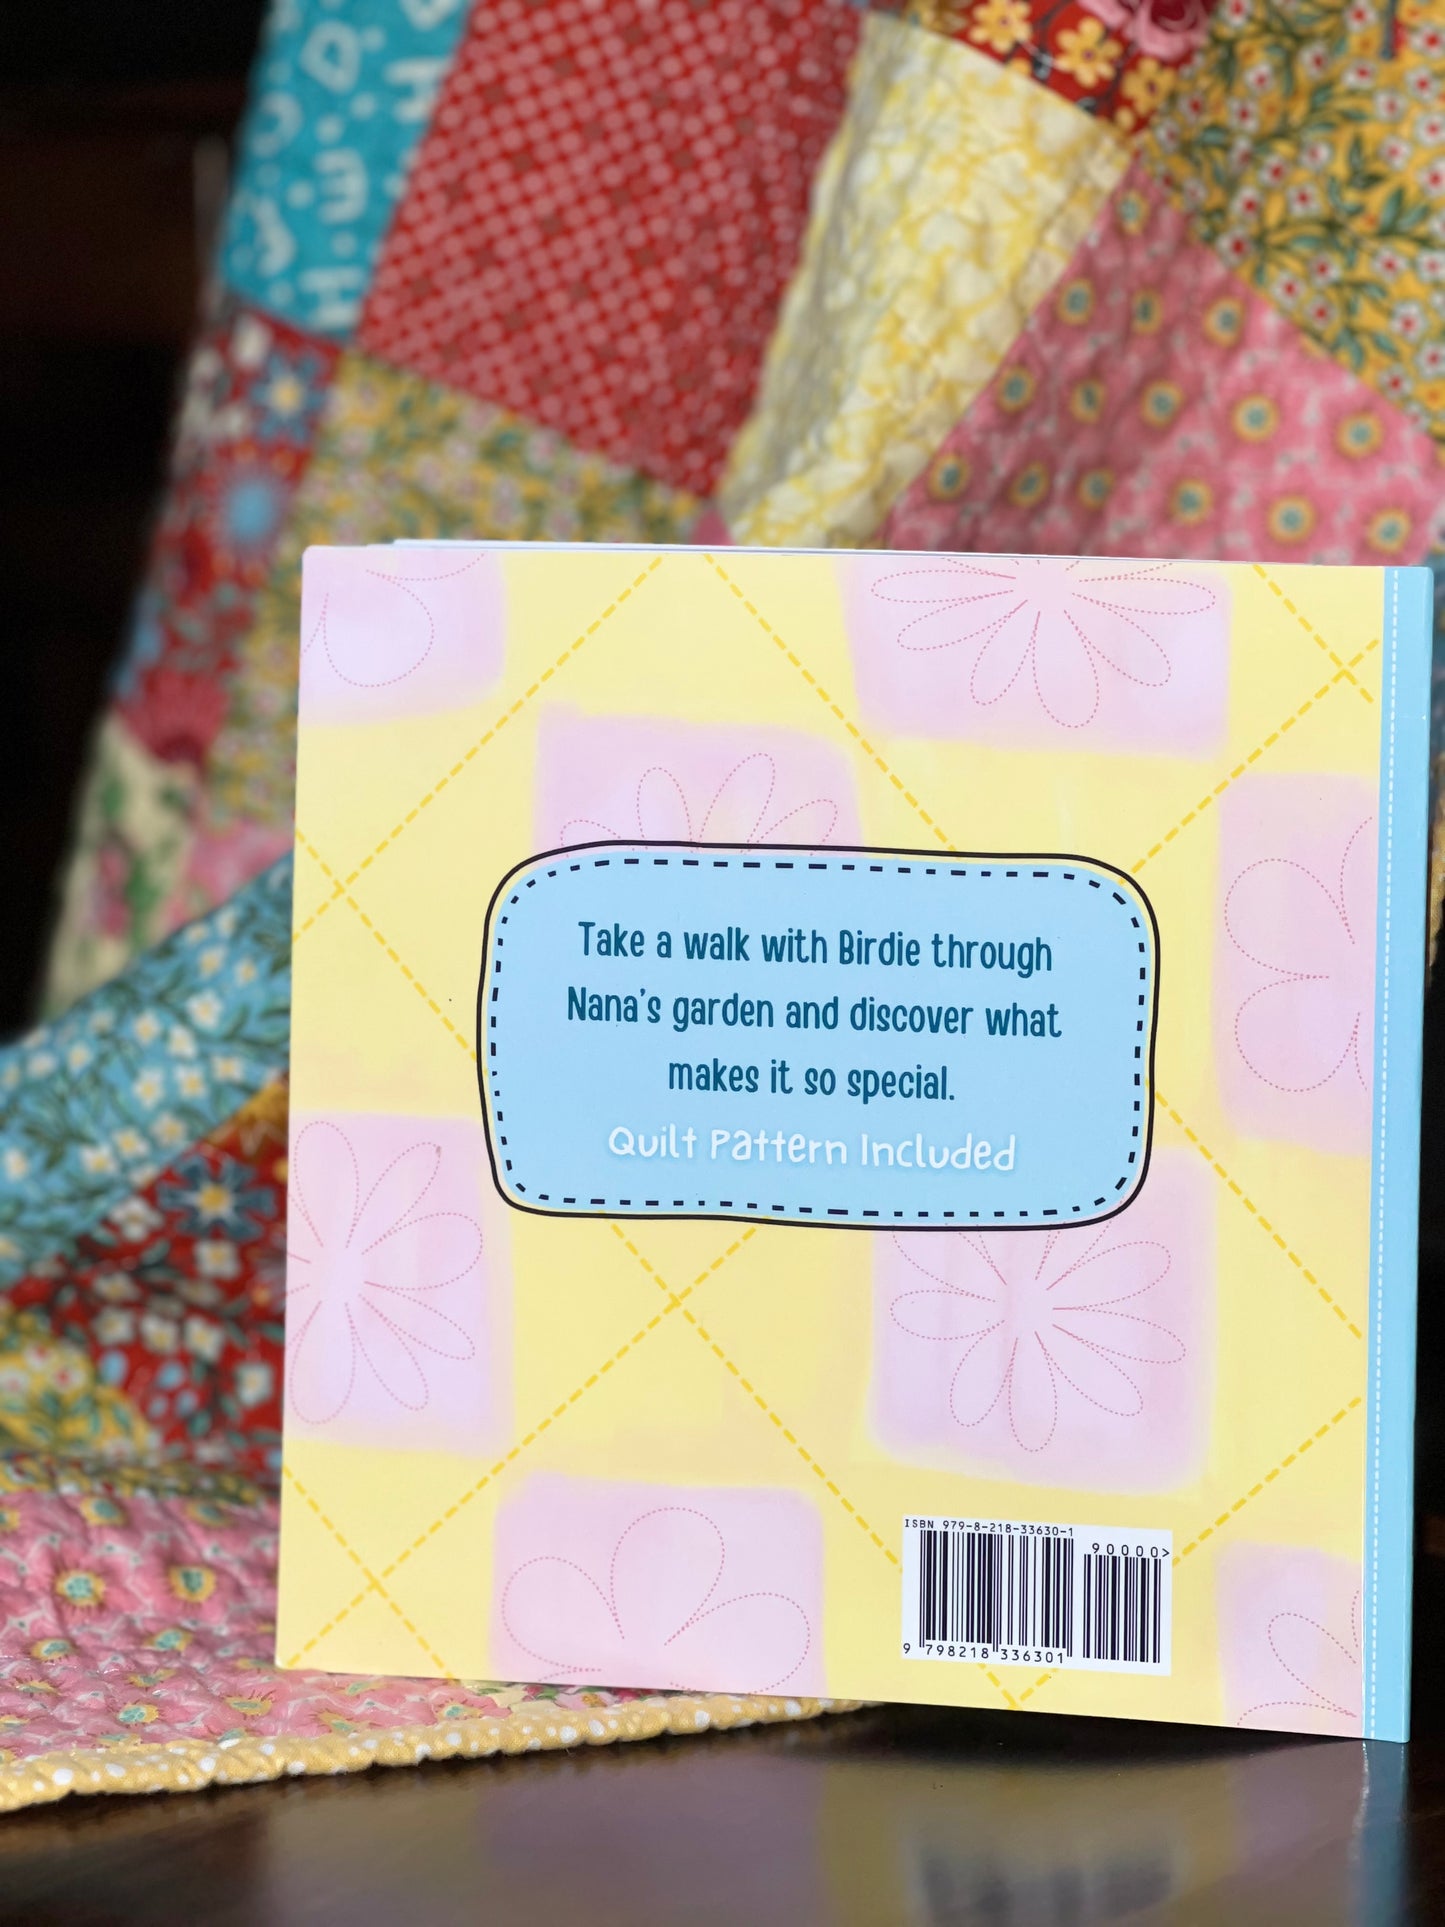 Take a walk with Birdie through
Nana's garden and discover what
makes it so special.
Quilt Pattern Included
ISBN 979-8-218-33630-1
90000>
9 798218 336301